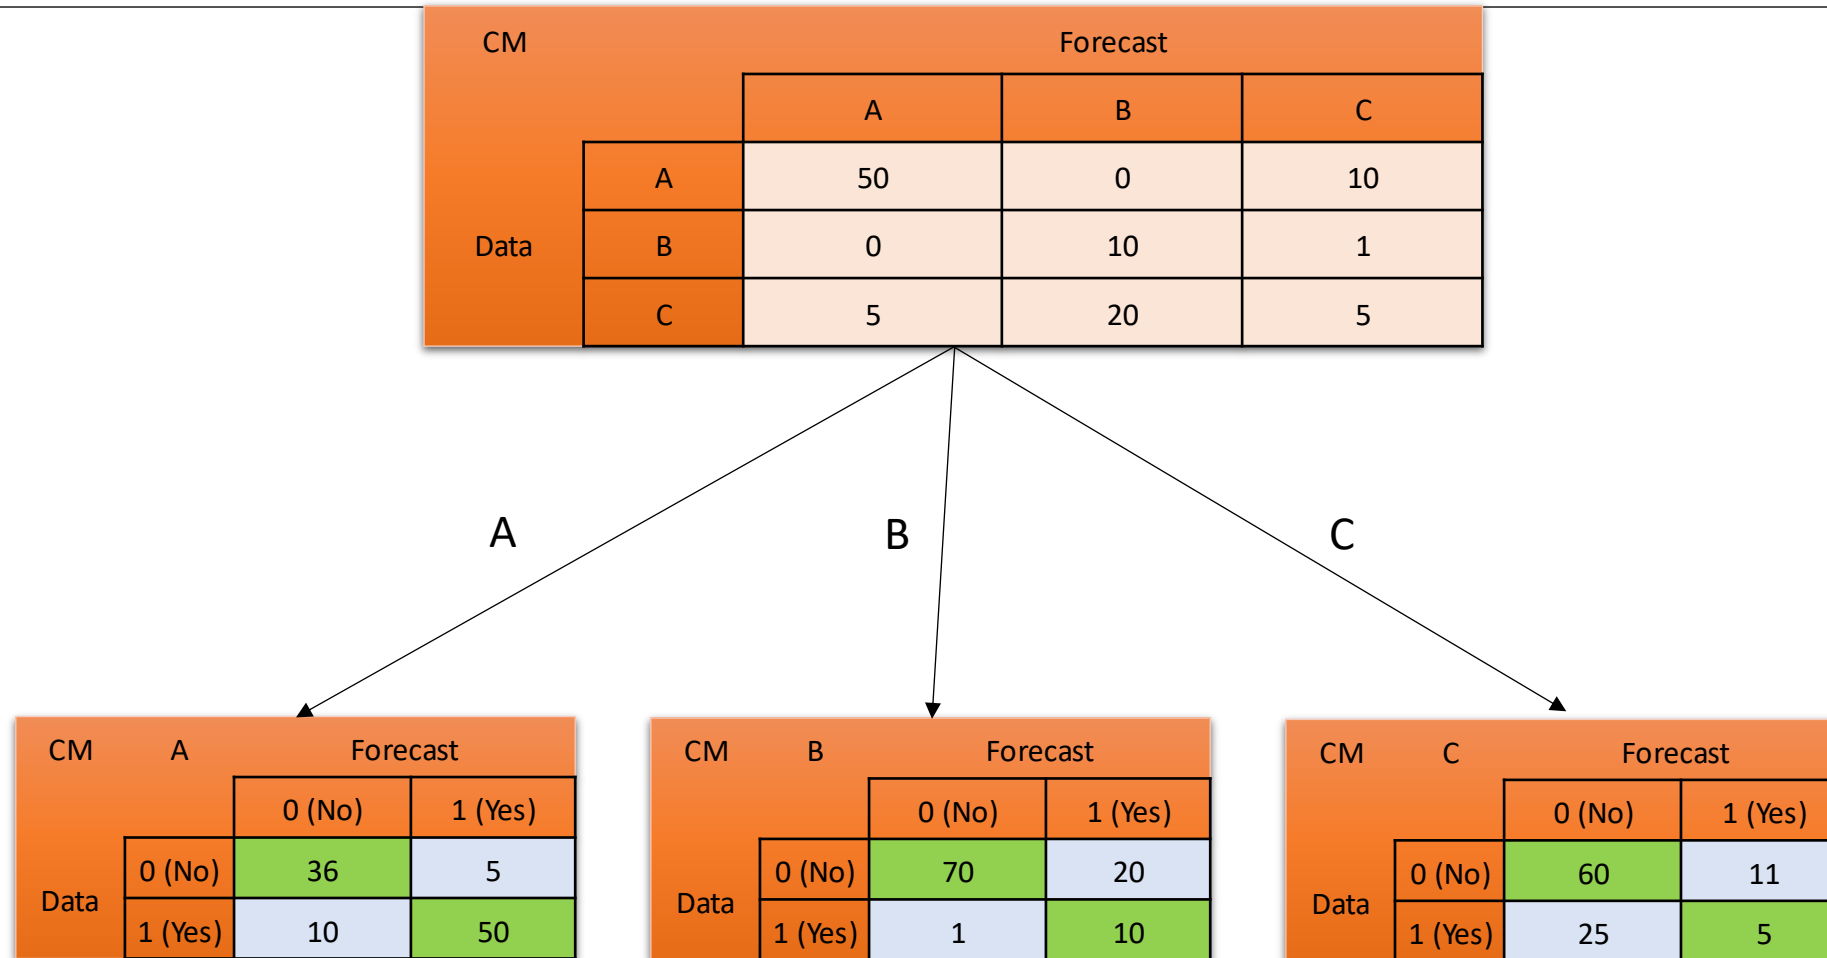 CM Forecast
A B C
A 50 0 10
Data B 0 10 1
C 5 20 5
A B C
CM A Forecast
0 (No) 1 (Yes)
0 (No) 36 5
Data
1 (Yes) 10 50
CM B Forecast
0 (No) 1 (Yes)
0 (No) 70 20
Data
1 (Yes) 1 10
CM C Forecast
0 (No) 1 (Yes)
0 (No) 60 11
Data
1 (Yes) 25 5